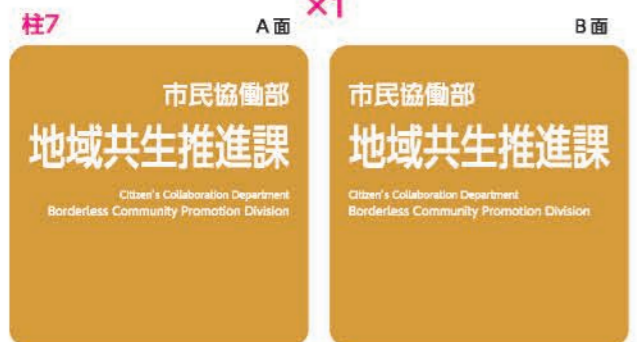 ×1
柱7
A面
B面
市民協働部
地域共生推進課
Citizen's Collaboration Department
Borderless Community Promotion Division
市民協働部
地域共生推進課
Citizen's Collaboration Department
Borderless Community Promotion Division